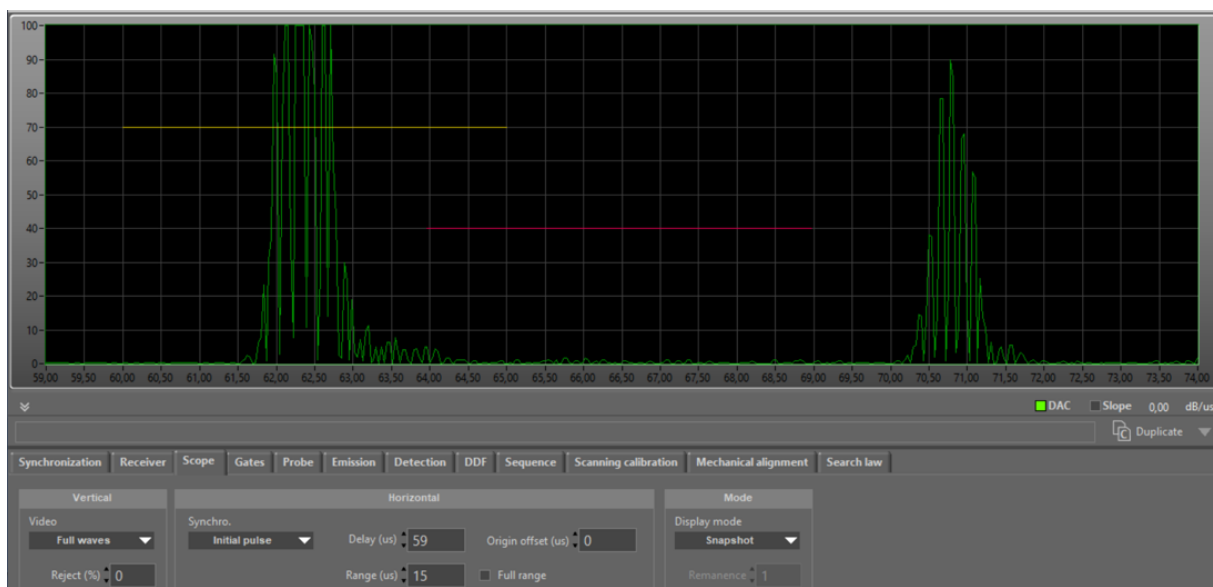 100
90
80
70
60
50
40
30
20
10
0
59,00 59,50 60,00 60,50 61,00 61,50 62,00 62,50 63,00 63,50 64,00 64,50 65,00 65,50 66,00 66,50 67,00 67,50 68,00 68,50 69,00 69,50 70,00 70,50 71,00 71,50 72,00 72,50 73,00 73,50 74,00
DAC Slope 0,00 dB/us
Duplicate
Synchronization Receiver Scope Gates Probe Emission Detection DDF Sequence Scanning calibration Mechanical alignment Search law
Vertical Horizontal Mode
Video Synchro. Display mode
Full waves Initial pulse Delay (us) 59 Origin offset (us) 0 Snapshot
Reject (%) 0 Range (us) 15 Full range Remanence 1